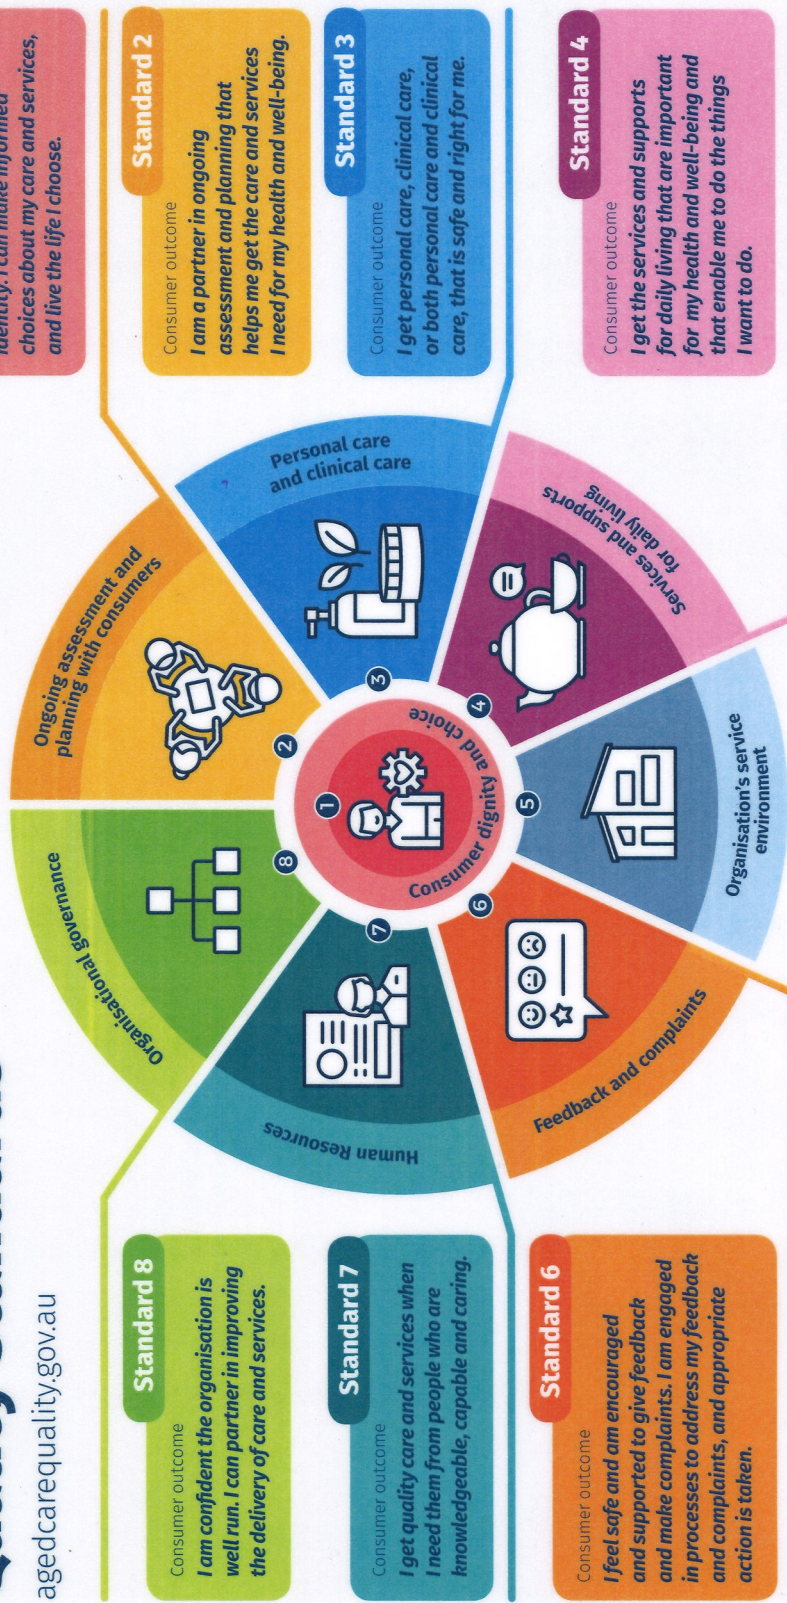 agedcarequality.gov.au
identity. I can make informed
choices about my care and services,
and live the life I choose.
Standard 8
Consumer outcome
I am confident the organisation is
well run. I can partner in improving
the delivery of care and services.
Standard 2
Consumer outcome
I am a partner in ongoing
assessment and planning that
helps me get the care and services
I need for my health and well-being.
Standard 7
Consumer outcome
I get quality care and services when
I need them from people who are
knowledgeable, capable and caring.
Standard 3
Consumer outcome
I get personal care, clinical care,
or both personal care and clinical
care, that is safe and right for me.
Standard 6
Consumer outcome
I feel safe and am encouraged
and supported to give feedback
and make complaints. I am engaged
in processes to address my feedback
and complaints, and appropriate
action is taken.
Standard 4
Consumer outcome
I get the services and supports
for daily living that are important
for my health and well-being and
that enable me to do the things
I want to do.
Organisational governance
8
Ongoing assessment and
planning with consumers
2
Human Resources
7
1
Consumer dignity and choice
Personal care
and clinical care
3
Feedback and complaints
6
Services and supports
for daily living
4
5
Organisation's service
environment